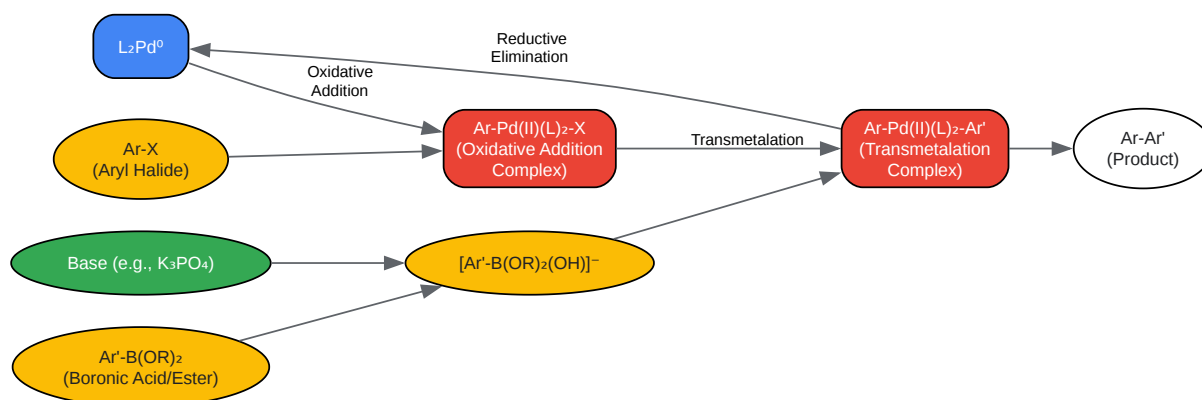 L₂Pd⁰
Reductive
Elimination
Oxidative
Addition
Ar-X
(Aryl Halide)
Ar-Pd(II)(L)₂-X
(Oxidative Addition
Complex)
Transmetalation
Ar-Pd(II)(L)₂-Ar'
(Transmetalation
Complex)
Ar-Ar'
(Product)
Base (e.g., K₃PO₄)
[Ar'-B(OR)₂(OH)]⁻
Ar'-B(OR)₂
(Boronic Acid/Ester)